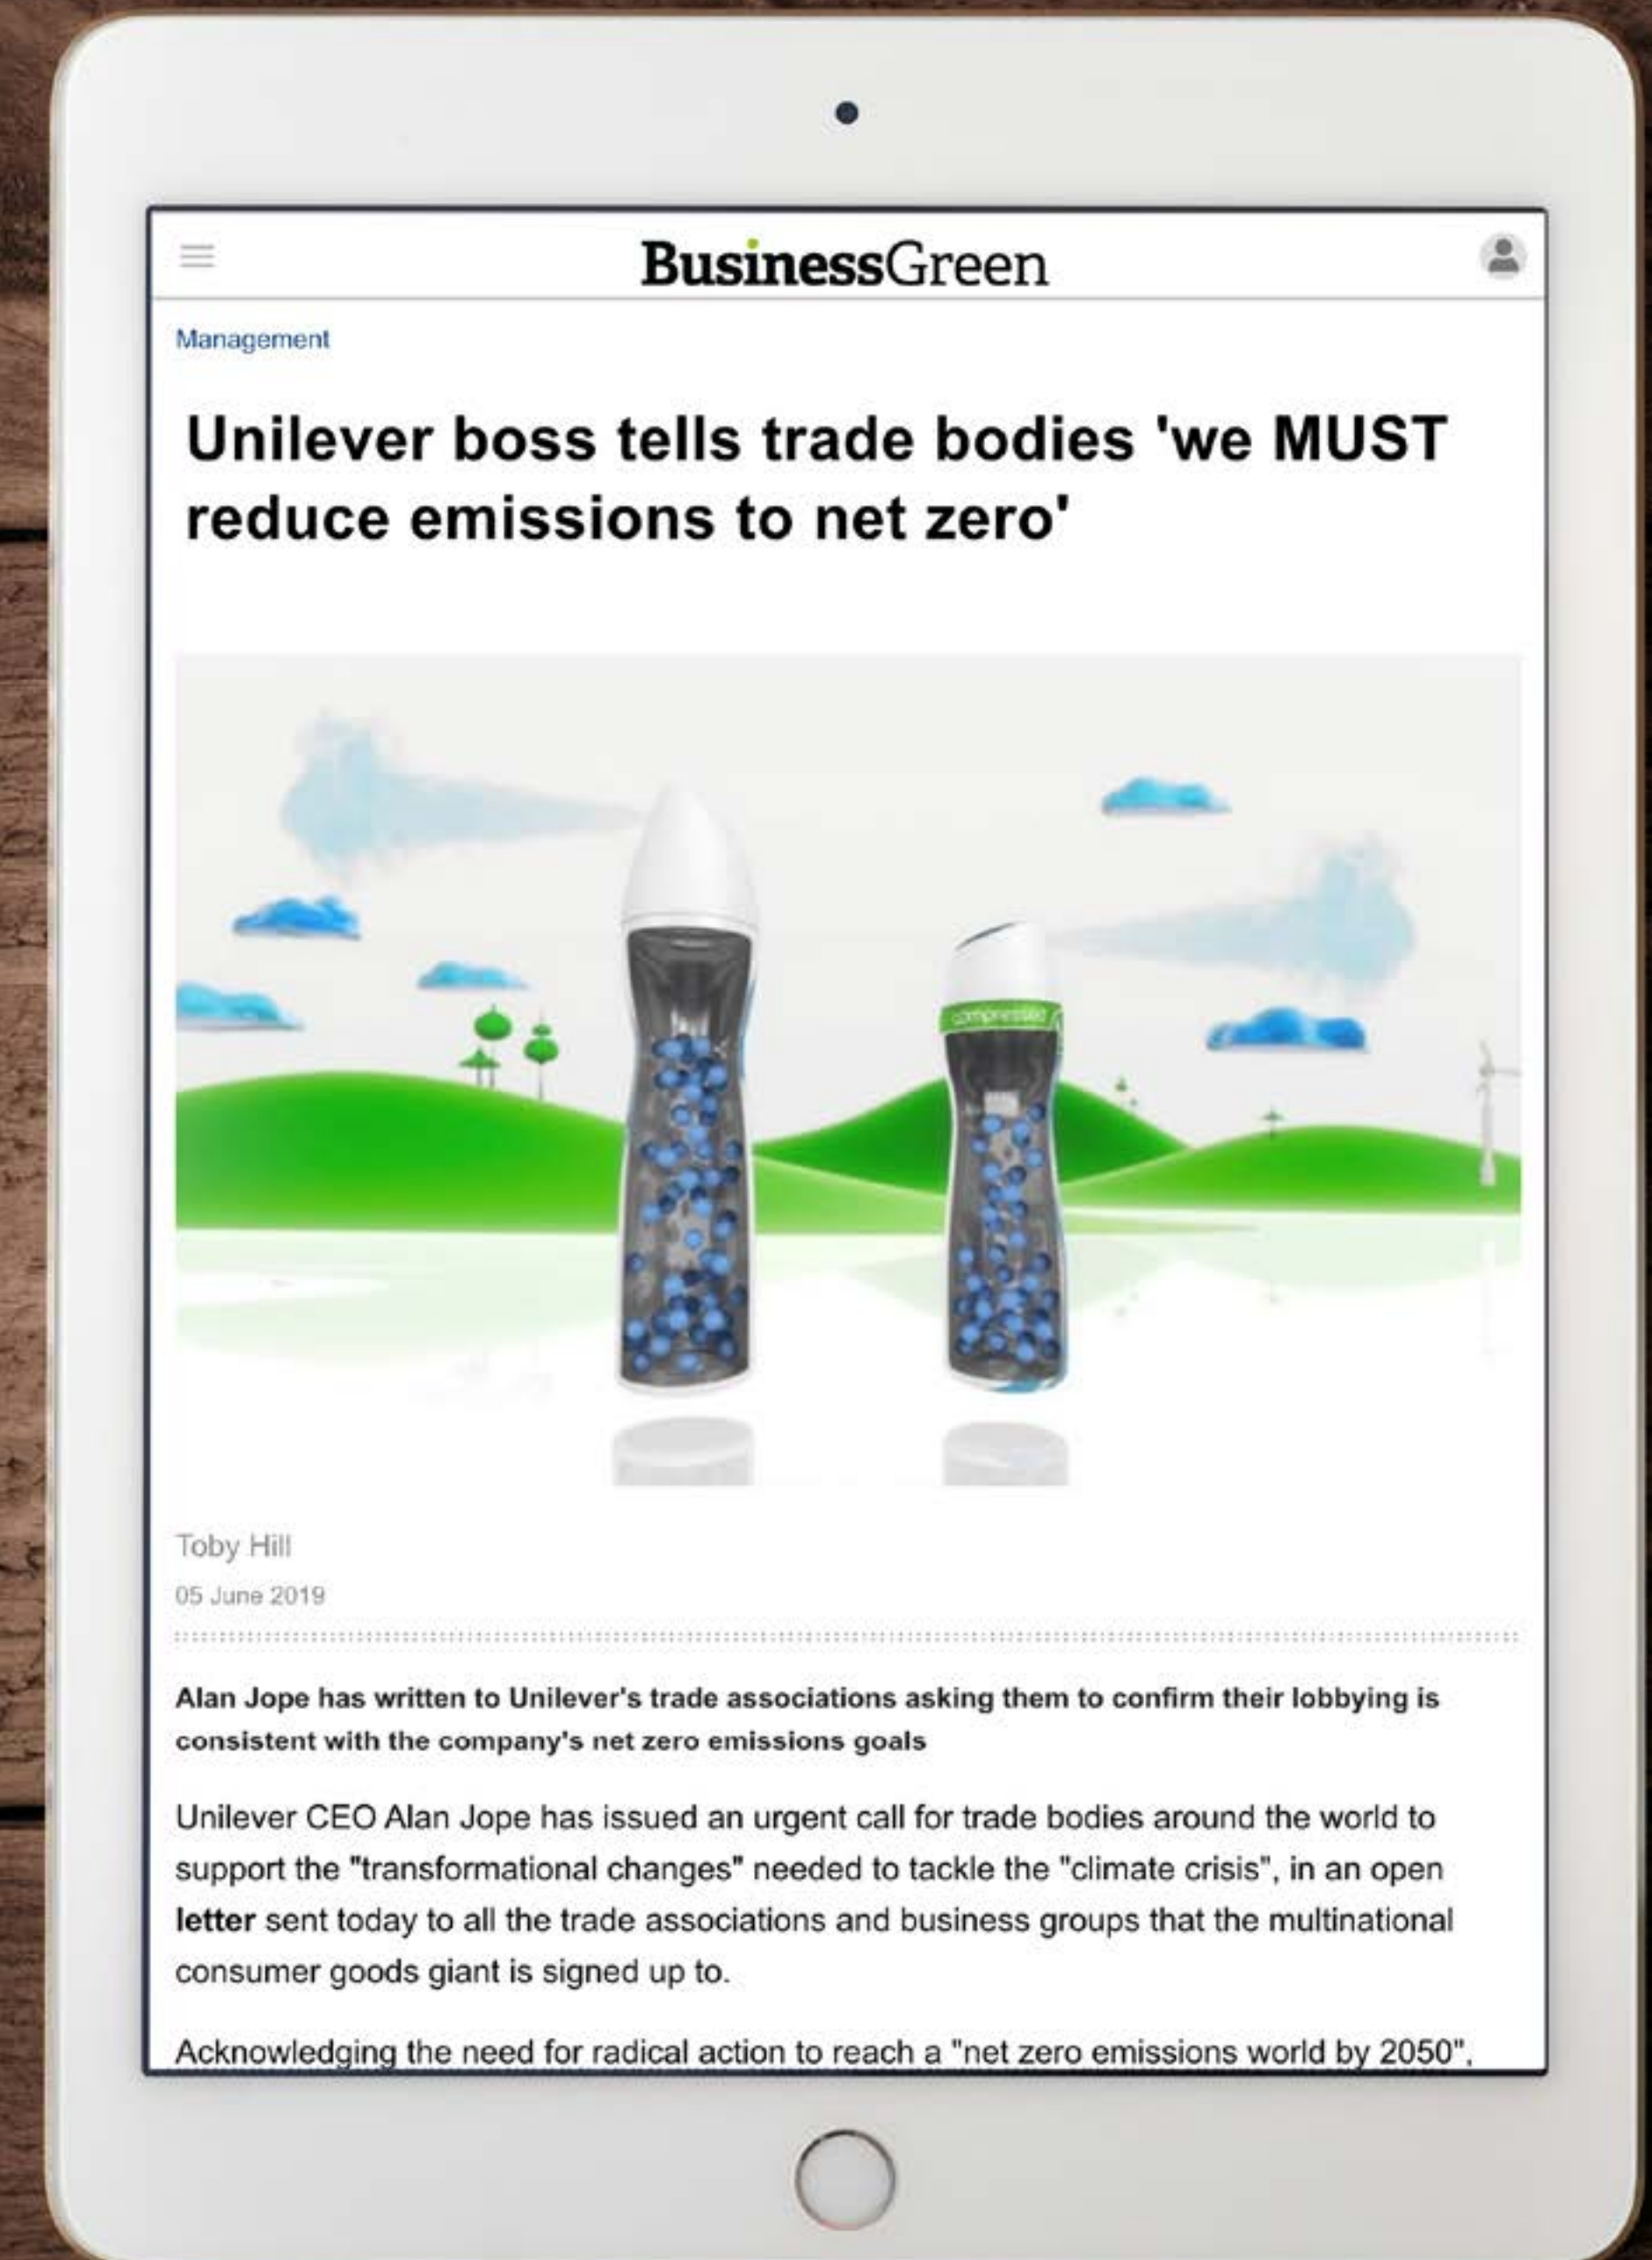 BusinessGreen
Management
Unilever boss tells trade bodies 'we MUST
reduce emissions to net zero'
compressed
Toby Hill
05 June 2019
Alan Jope has written to Unilever's trade associations asking them to confirm their lobbying is
consistent with the company's net zero emissions goals
Unilever CEO Alan Jope has issued an urgent call for trade bodies around the world to
support the "transformational changes" needed to tackle the "climate crisis", in an open
letter sent today to all the trade associations and business groups that the multinational
consumer goods giant is signed up to.
Acknowledging the need for radical action to reach a "net zero emissions world by 2050",